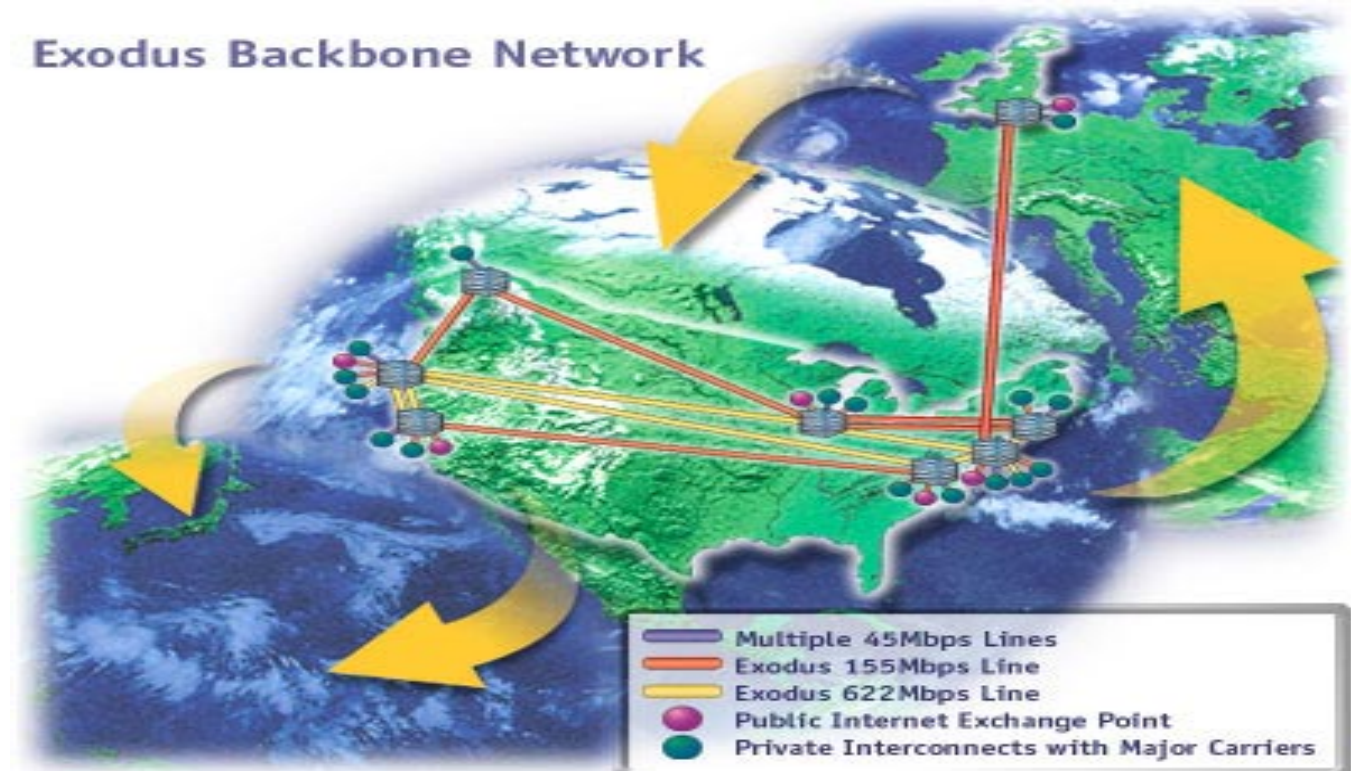 Exodus Backbone Network
Multiple 45Mbps Lines
Exodus 155Mbps Line
Exodus 622Mbps Line
Public Internet Exchange Point
Private Interconnects with Major Carriers